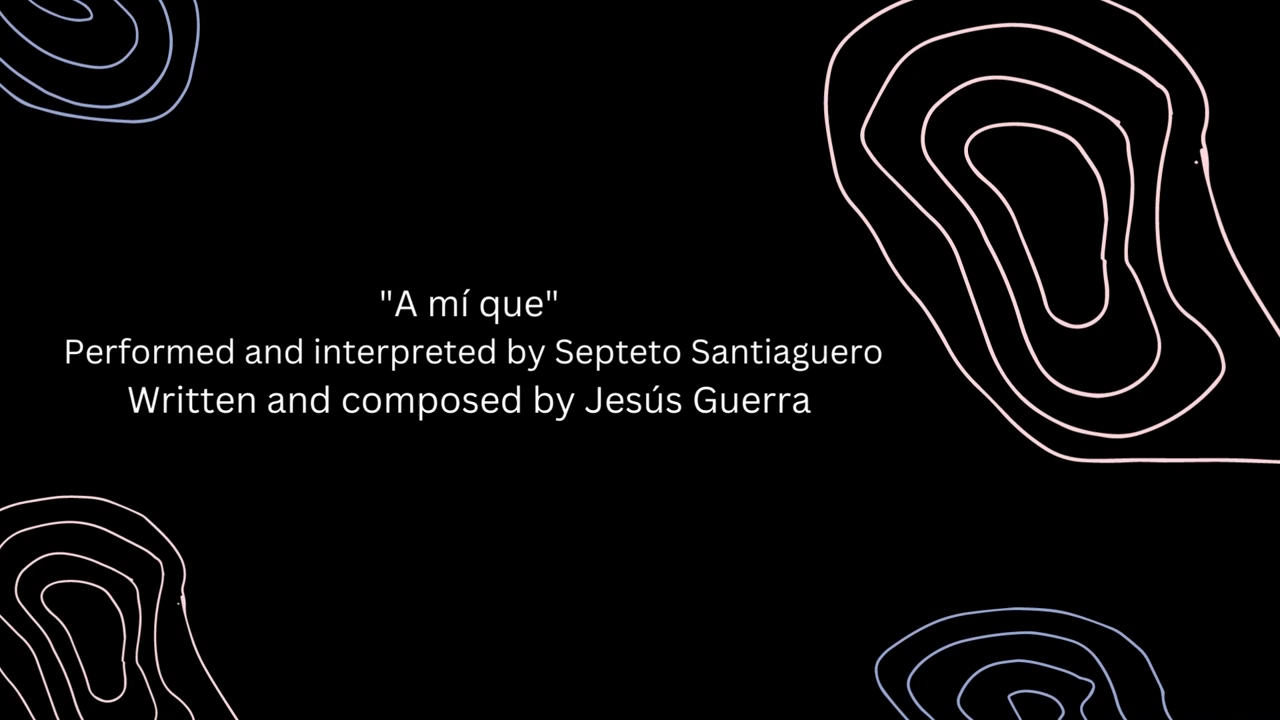 "A mí que"
Performed and interpreted by Septeto Santiaguero
Written and composed by Jesús Guerra